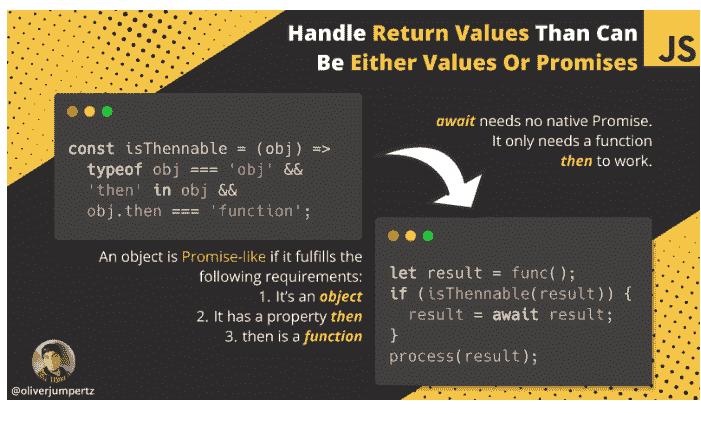 Handle Return Values Than Can
Be Either Values Or Promises
JS
const isThennable = (obj) =>
typeof obj === 'obj' &&
'then' in obj &&
obj.then === 'function';
await needs no native Promise.
It only needs a function
then to work.
An object is Promise-like if it fulfills the
following requirements:
1. It's an object
2. It has a property then
3. then is a function
let result = func();
if (isThennable(result)) {
result = await result;
}
process(result);
@oliverjumpertz